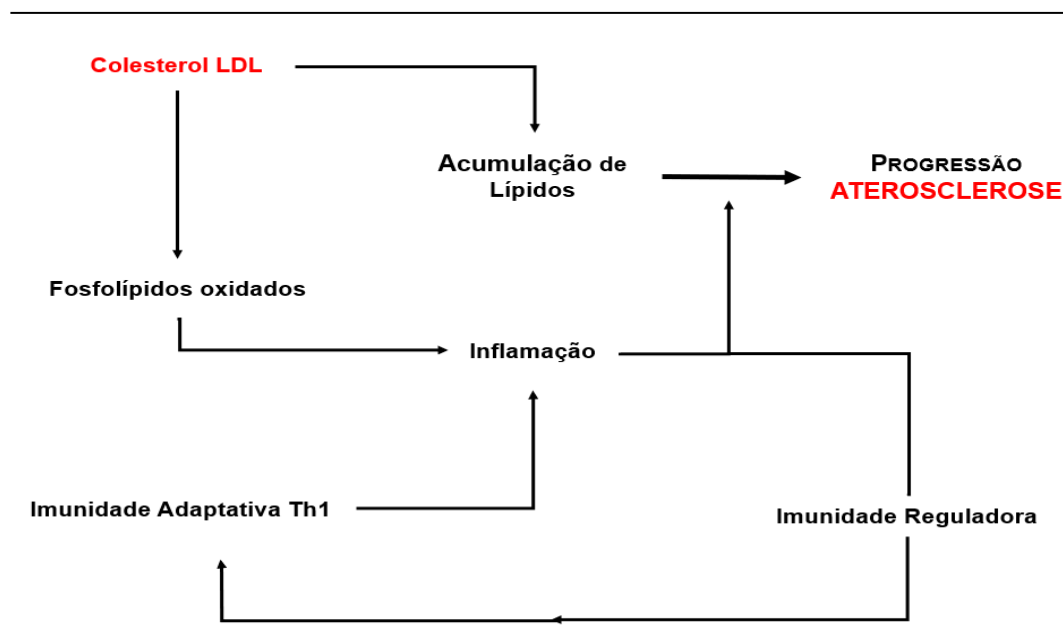 Colesterol LDL
Acumulação de
Lípidos
PROGRESSÃO
ATEROSCLEROSE
Fosfolípidos oxidados
Inflamação
Imunidade Adaptativa Th1
Imunidade Reguladora